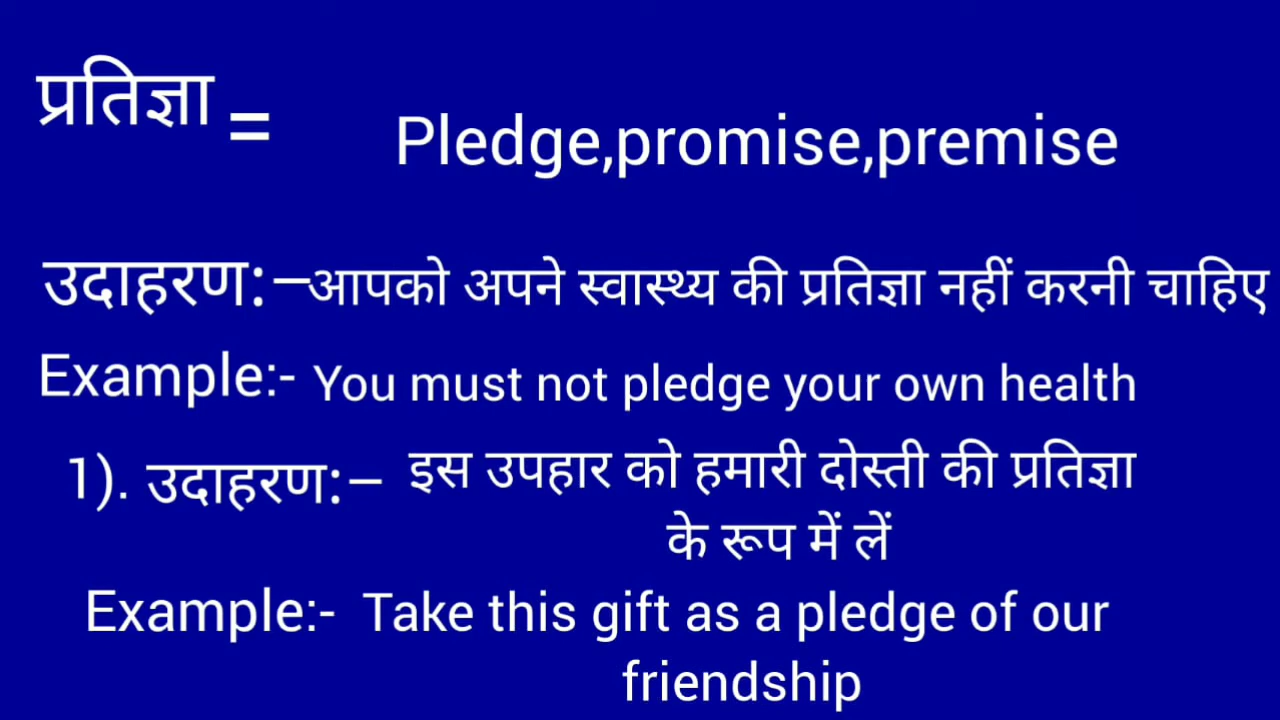 प्रतिज्ञा = Pledge,promise,premise
उदाहरण:–आपको अपने स्वास्थ्य की प्रतिज्ञा नहीं करनी चाहिए
Example:- You must not pledge your own health
1). उदाहरण:– इस उपहार को हमारी दोस्ती की प्रतिज्ञा
के रूप में लें
Example:- Take this gift as a pledge of our
friendship